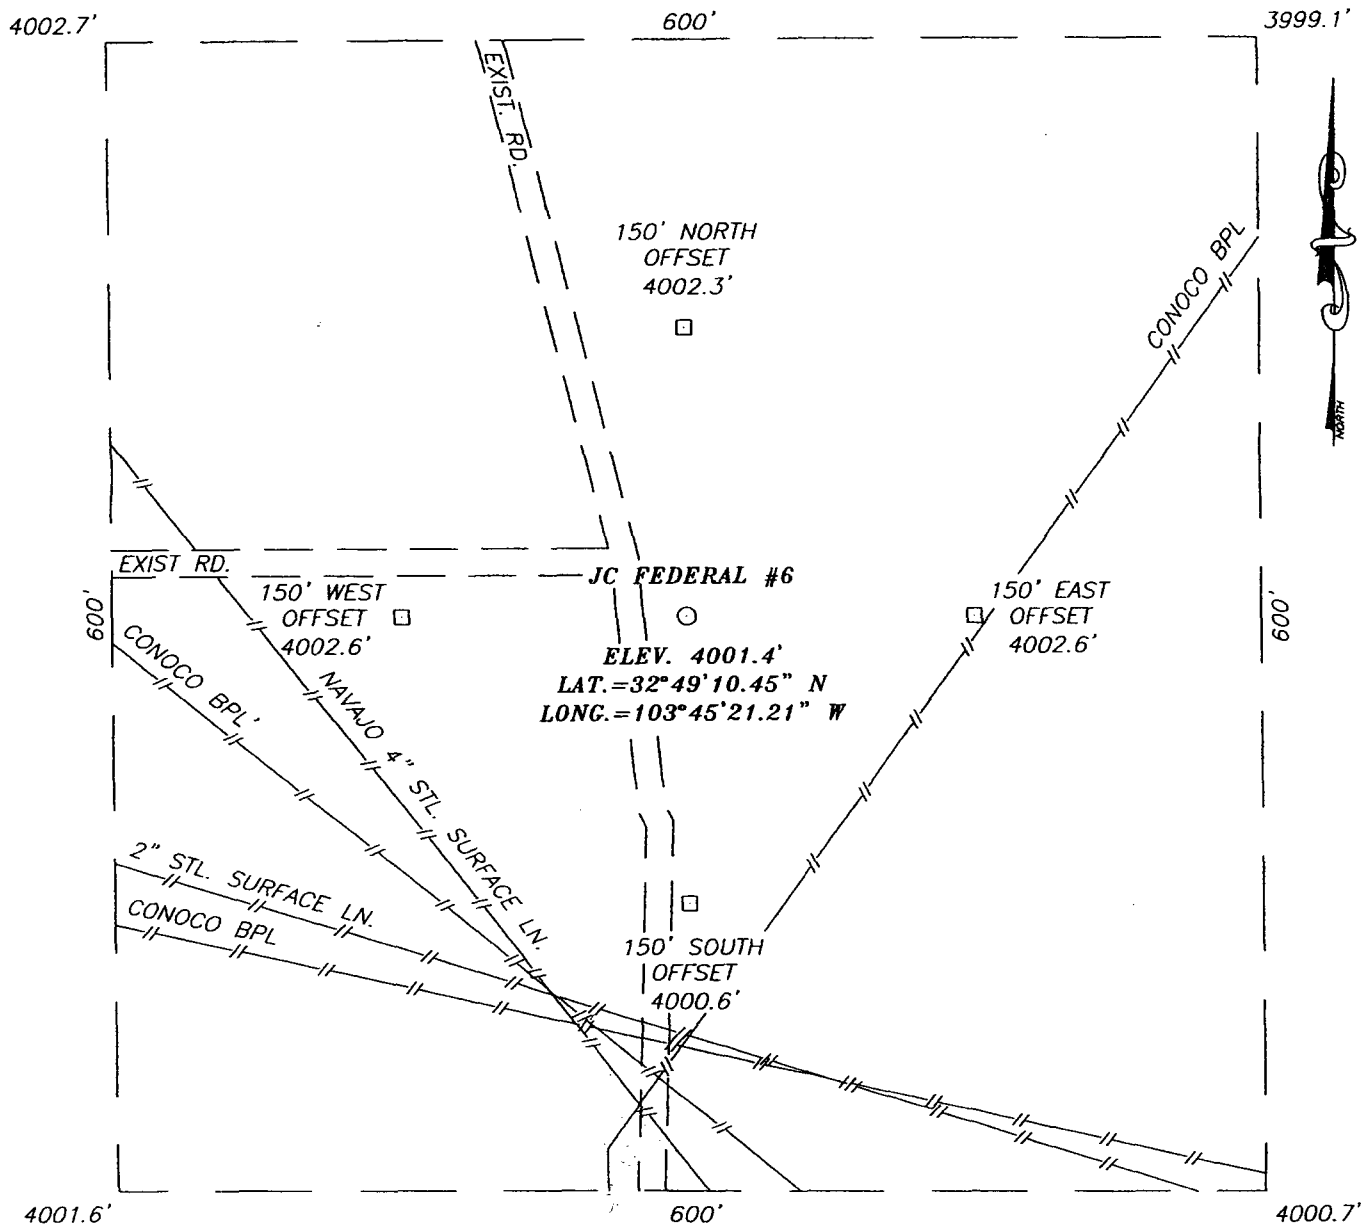 4002.7'
600'
3999.1'
EXIST. RD.
150' NORTH
OFFSET
4002.3'
CONOCO BPL
NORTH
EXIST RD.
JC FEDERAL #6
600'
150' WEST
OFFSET
4002.6'
150' EAST
OFFSET
4002.6'
600'
ELEV. 4001.4'
LAT.=32°49'10.45" N
LONG.=103°45'21.21" W
CONOCO BPL'
NAVAJO 4" STL. SURFACE LN.
2" STL. SURFACE LN.
CONOCO BPL
150' SOUTH
OFFSET
4000.6'
4001.6'
600'
4000.7'